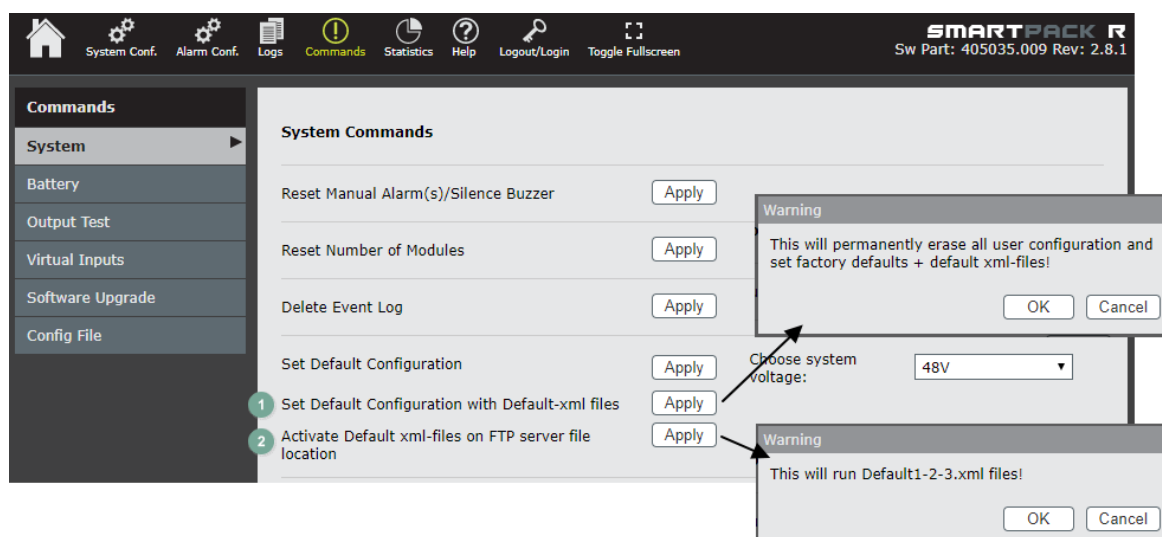 System Conf.
Alarm Conf.
Logs
Commands
Statistics
Help
Logout/Login
Toggle Fullscreen
SMARTPACK R
Sw Part: 405035.009 Rev: 2.8.1
Commands
System
Battery
Output Test
Virtual Inputs
Software Upgrade
Config File
System Commands
Reset Manual Alarm(s)/Silence Buzzer
Apply
Reset Number of Modules
Apply
Delete Event Log
Apply
Set Default Configuration
Apply
Choose system
voltage:
48V
1
Set Default Configuration with Default-xml files
Apply
2
Activate Default xml-files on FTP server file
location
Apply
Warning
This will permanently erase all user configuration and
set factory defaults + default xml-files!
OK
Cancel
Warning
This will run Default1-2-3.xml files!
OK
Cancel